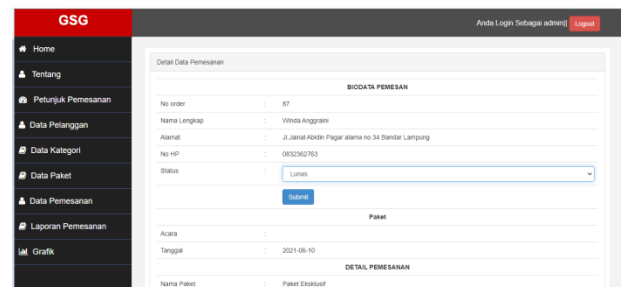 GSG
Anda Login Sebagai admin|| Logout
Home
Tentang
Petunjuk Pemesanan
Data Pelanggan
Data Kategori
Data Paket
Data Pemesanan
Laporan Pemesanan
Grafik
Detail Data Pemesanan
BIODATA PEMESAN
No order : 87
Nama Lengkap : Winda Anggraini
Alamat : Jl.Jainal Abidin Pagar alama no.34 Bandar Lampung
No HP : 0832362763
Status : Lunas
Submit
Paket
Acara :
Tanggal : 2021-06-10
DETAIL PEMESANAN
Nama Paket : Paket Eksklusif